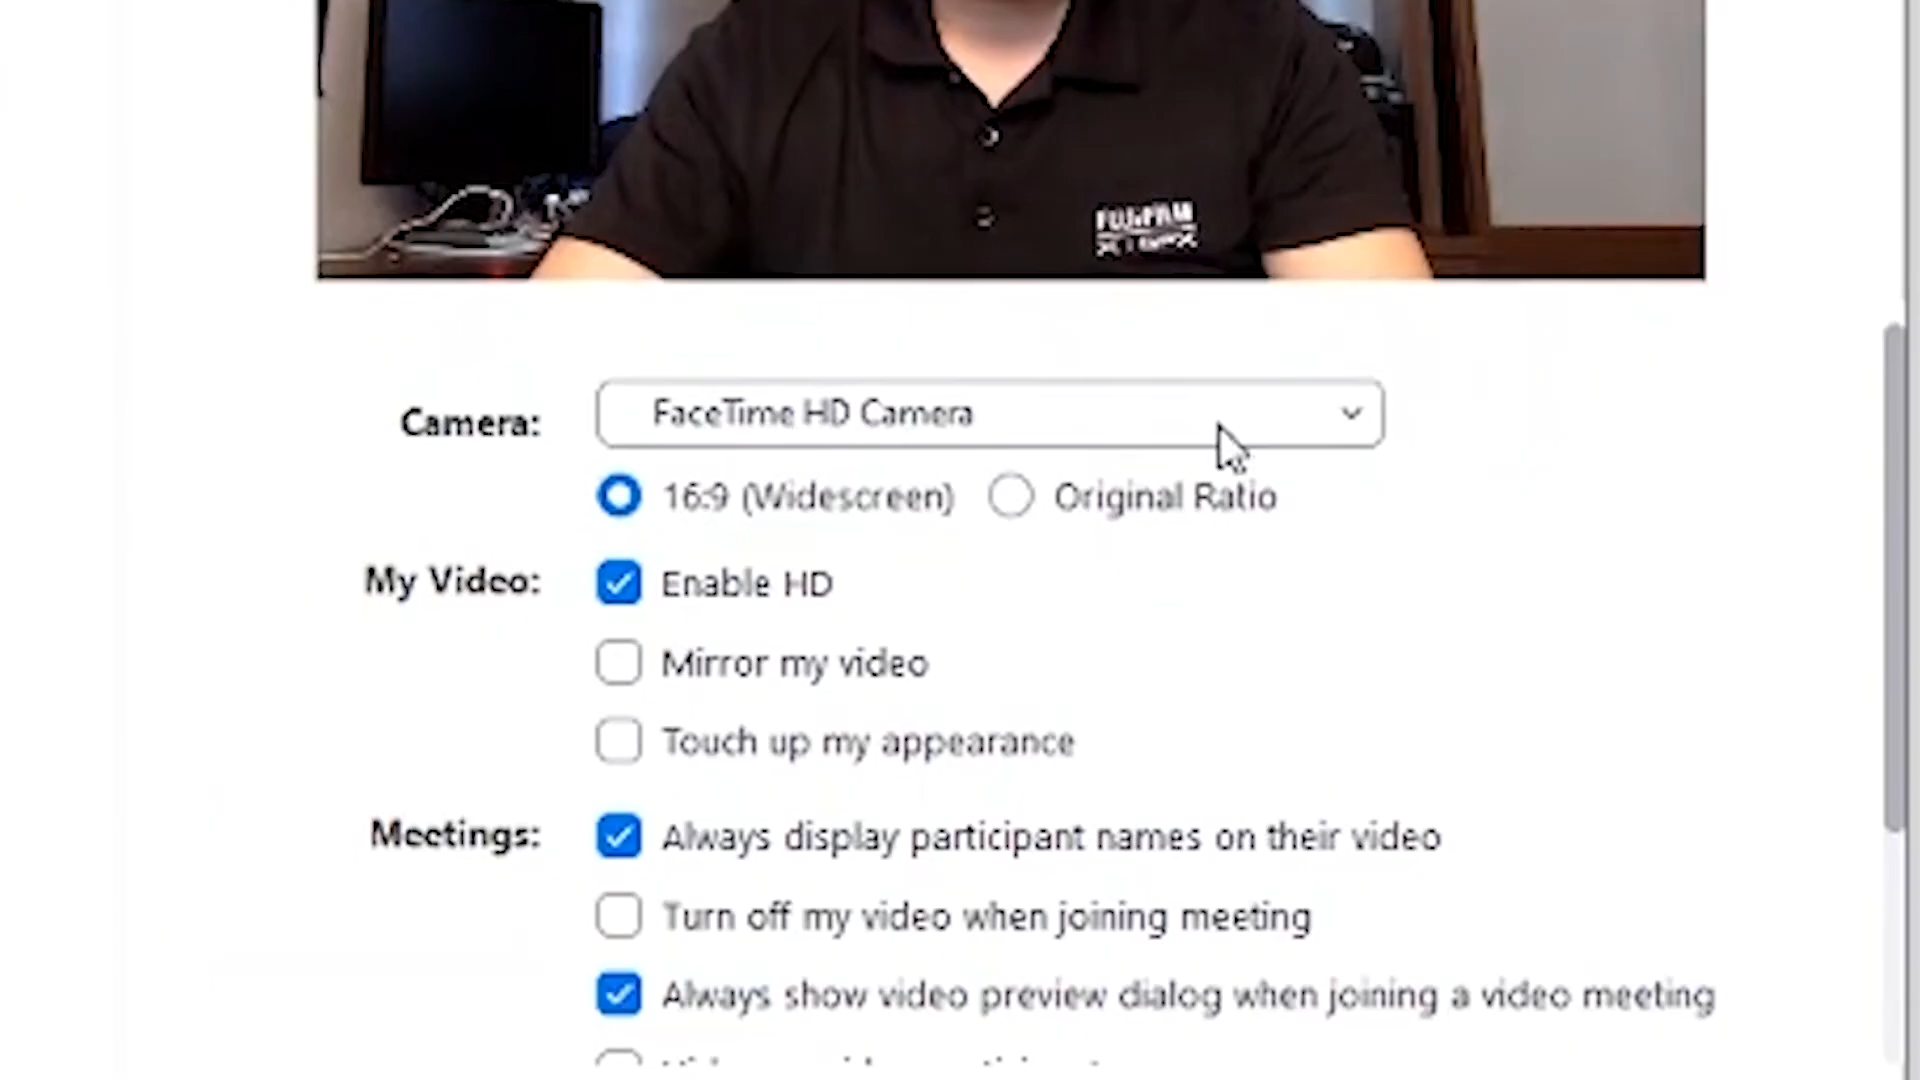 FUJIFILM
Camera:
FaceTime HD Camera
16:9 (Widescreen)
Original Ratio
My Video:
Enable HD
Mirror my video
Touch up my appearance
Meetings:
Always display participant names on their video
Turn off my video when joining meeting
Always show video preview dialog when joining a video meeting